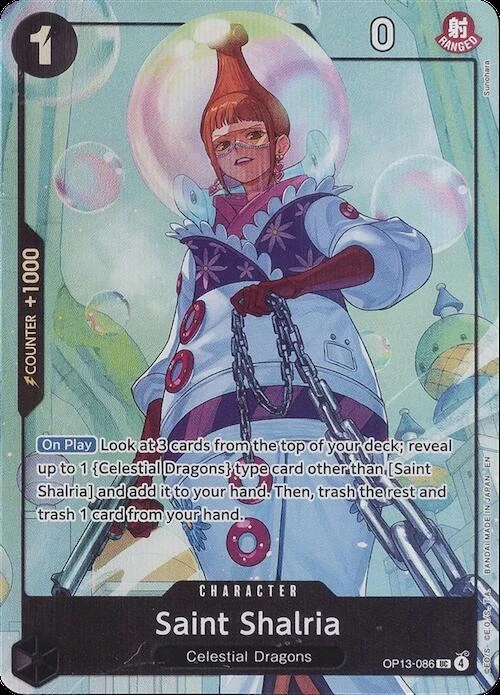 1
0
射
RANGED
Sunohara
COUNTER +1000
On Play Look at 3 cards from the top of your deck; reveal
up to 1 {Celestial Dragons} type card other than [Saint
Shalria] and add it to your hand. Then, trash the rest and
trash 1 card from your hand.
BANDAI MADE IN JAPAN EN
CHARACTER
Saint Shalria
Celestial Dragons
OP13-086 UC 4